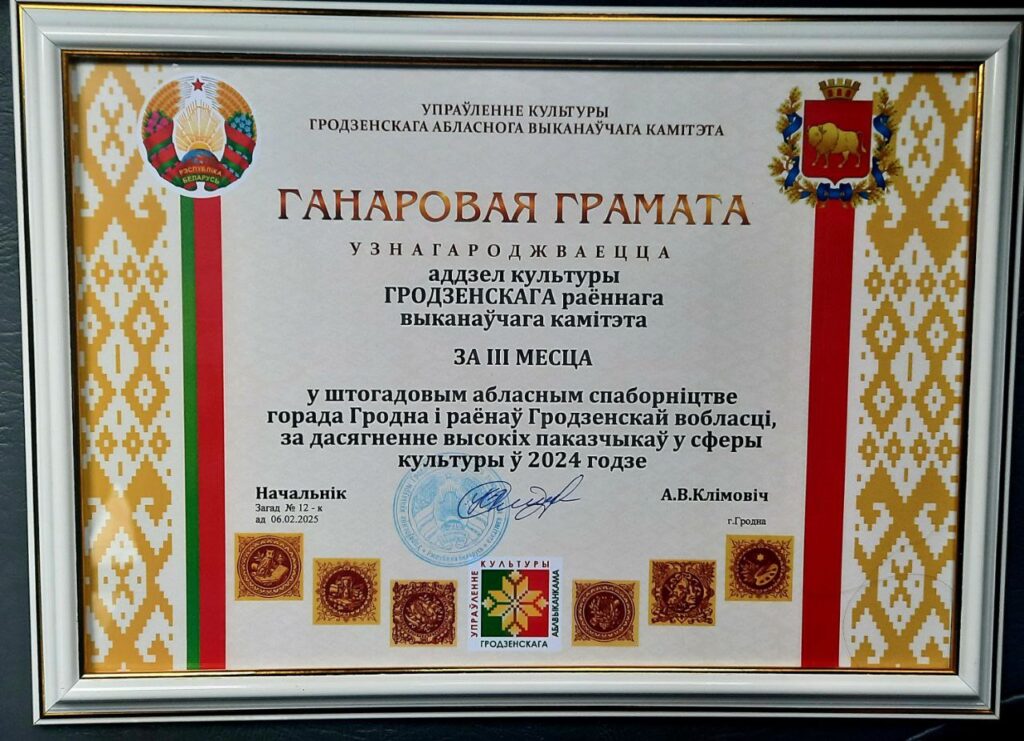 УПРАЎЛЕННЕ КУЛЬТУРЫ
ГРОДЗЕНСКАГА АБЛАСНОГА ВЫКАНАЎЧАГА КАМІТЭТА
РЭСПУБЛІКА
БЕЛАРУСЬ
ГАНАРОВАЯ ГРАМАТА
УЗНАГАРОДЖВАЕЦЦА
аддзел культуры
ГРОДЗЕНСКАГА раённага
выканаўчага камітэта
ЗА ІІІ МЕСЦА
у штогадовым абласным спаборніцтве
горада Гродна і раёнаў Гродзенскай вобласці,
за дасягненне высокіх паказчыкаў у сферы
культуры ў 2024 годзе
Начальнік
А.В.Клімовіч
Загад № 12 - к
ад 06.02.2025
г.Гродна
УПРАЎЛЕННЕ
КУЛЬТУРЫ
АБЛВЫКАНКАМА
ГРОДЗЕНСКАГА